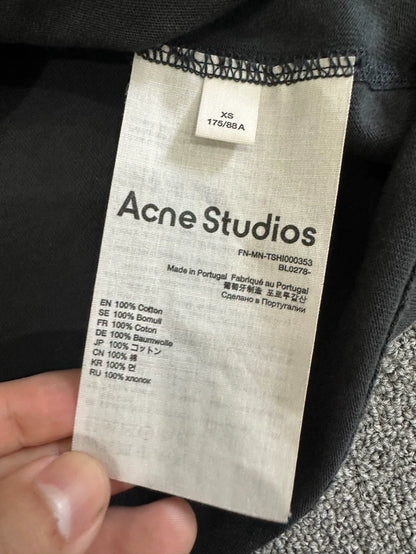 XS
175/88A
Acne Studios
FN-MN-TSHI000353
BL0278-
Made in Portugal Fabriqué au Portugal
葡萄牙制造 포르투갈산
Сделано в Португалии
EN 100% Cotton
SE 100% Bomull
FR 100% Coton
DE 100% Baumwolle
JP 100% コットン
CN 100% 棉
KR 100% 면
RU 100% хлопок